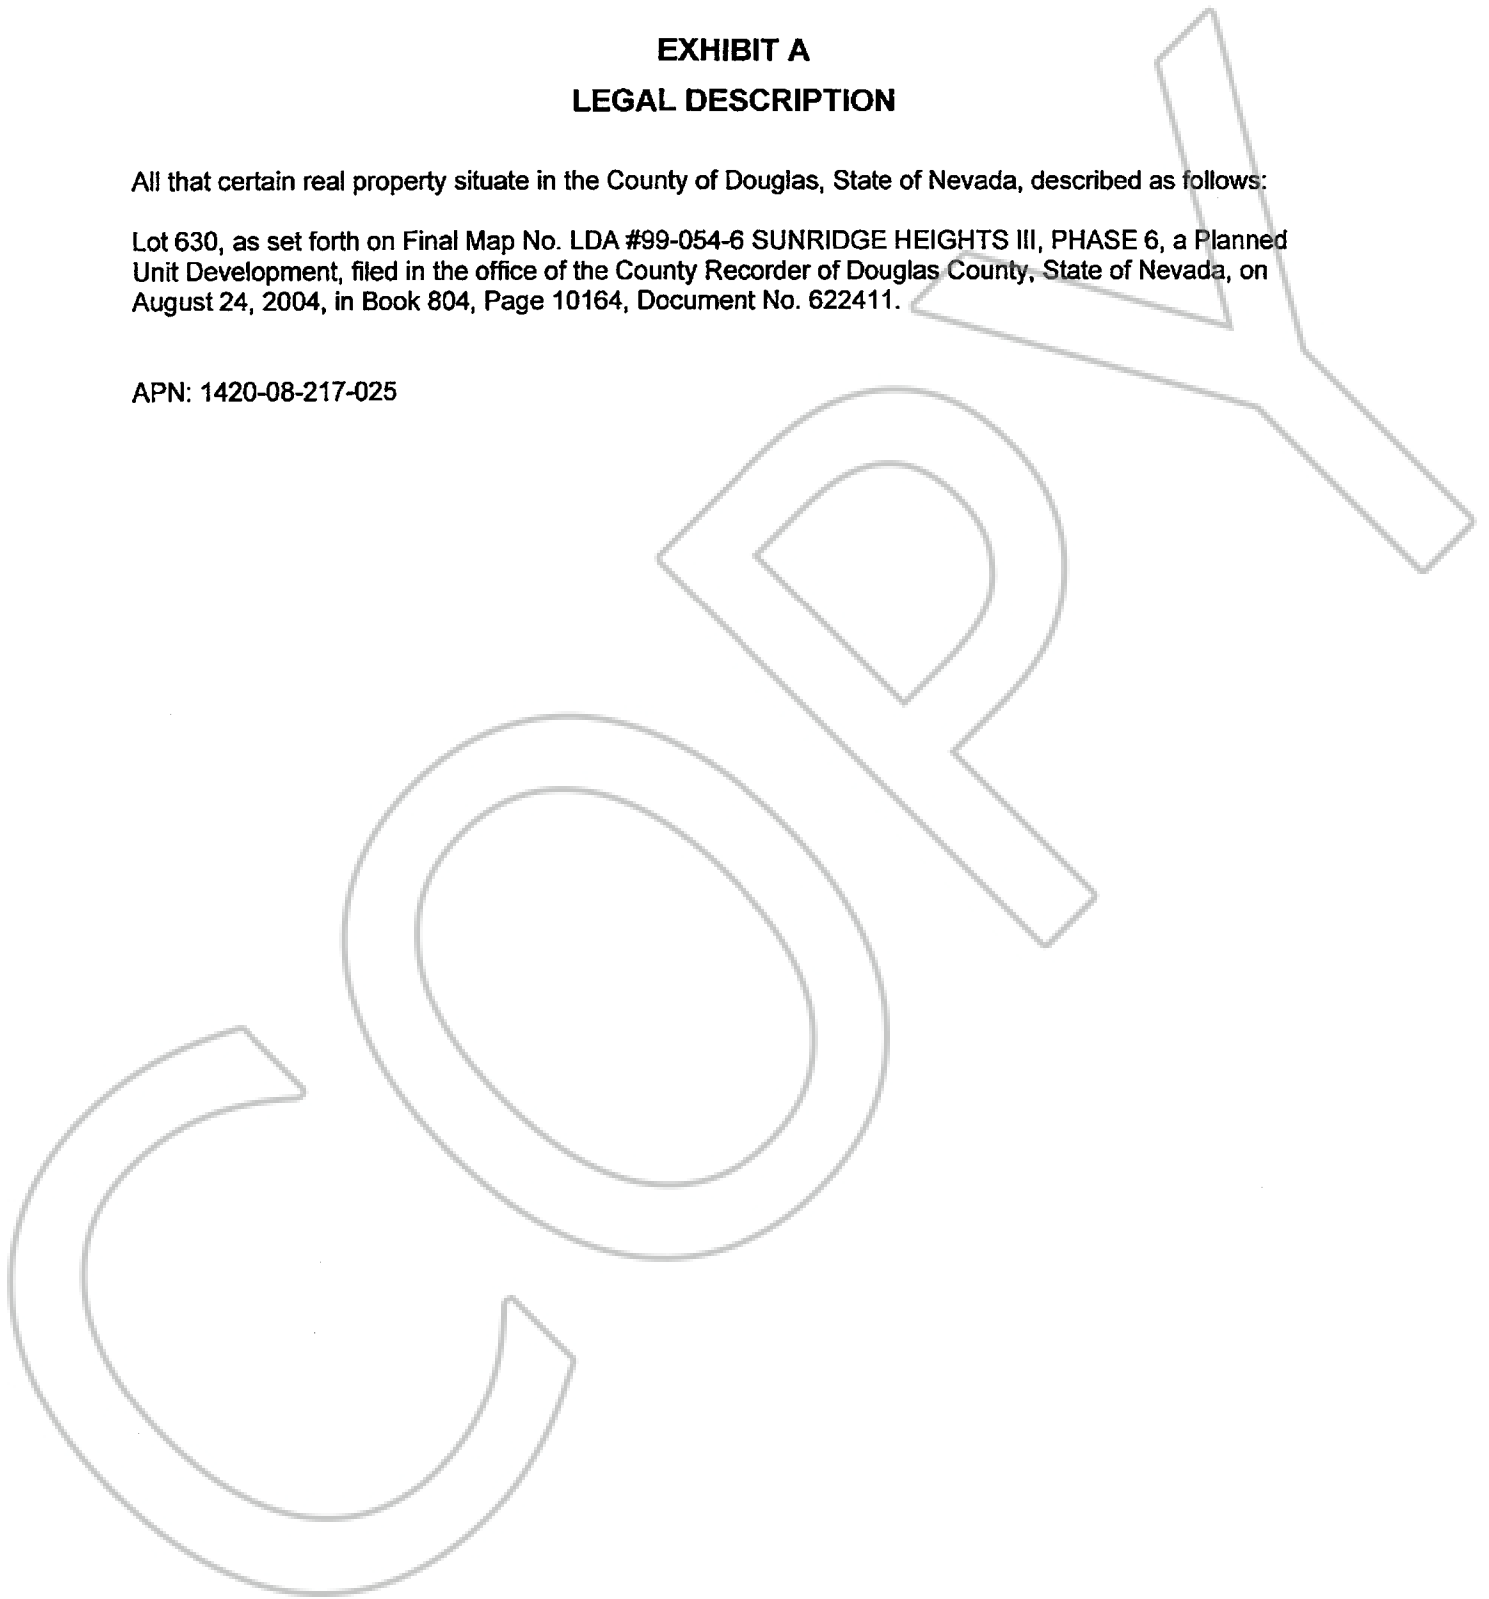 EXHIBIT A
LEGAL DESCRIPTION
All that certain real property situate in the County of Douglas, State of Nevada, described as follows:
Lot 630, as set forth on Final Map No. LDA #99-054-6 SUNRIDGE HEIGHTS III, PHASE 6, a Planned
Unit Development, filed in the office of the County Recorder of Douglas County, State of Nevada, on
August 24, 2004, in Book 804, Page 10164, Document No. 622411.
APN: 1420-08-217-025
COPY